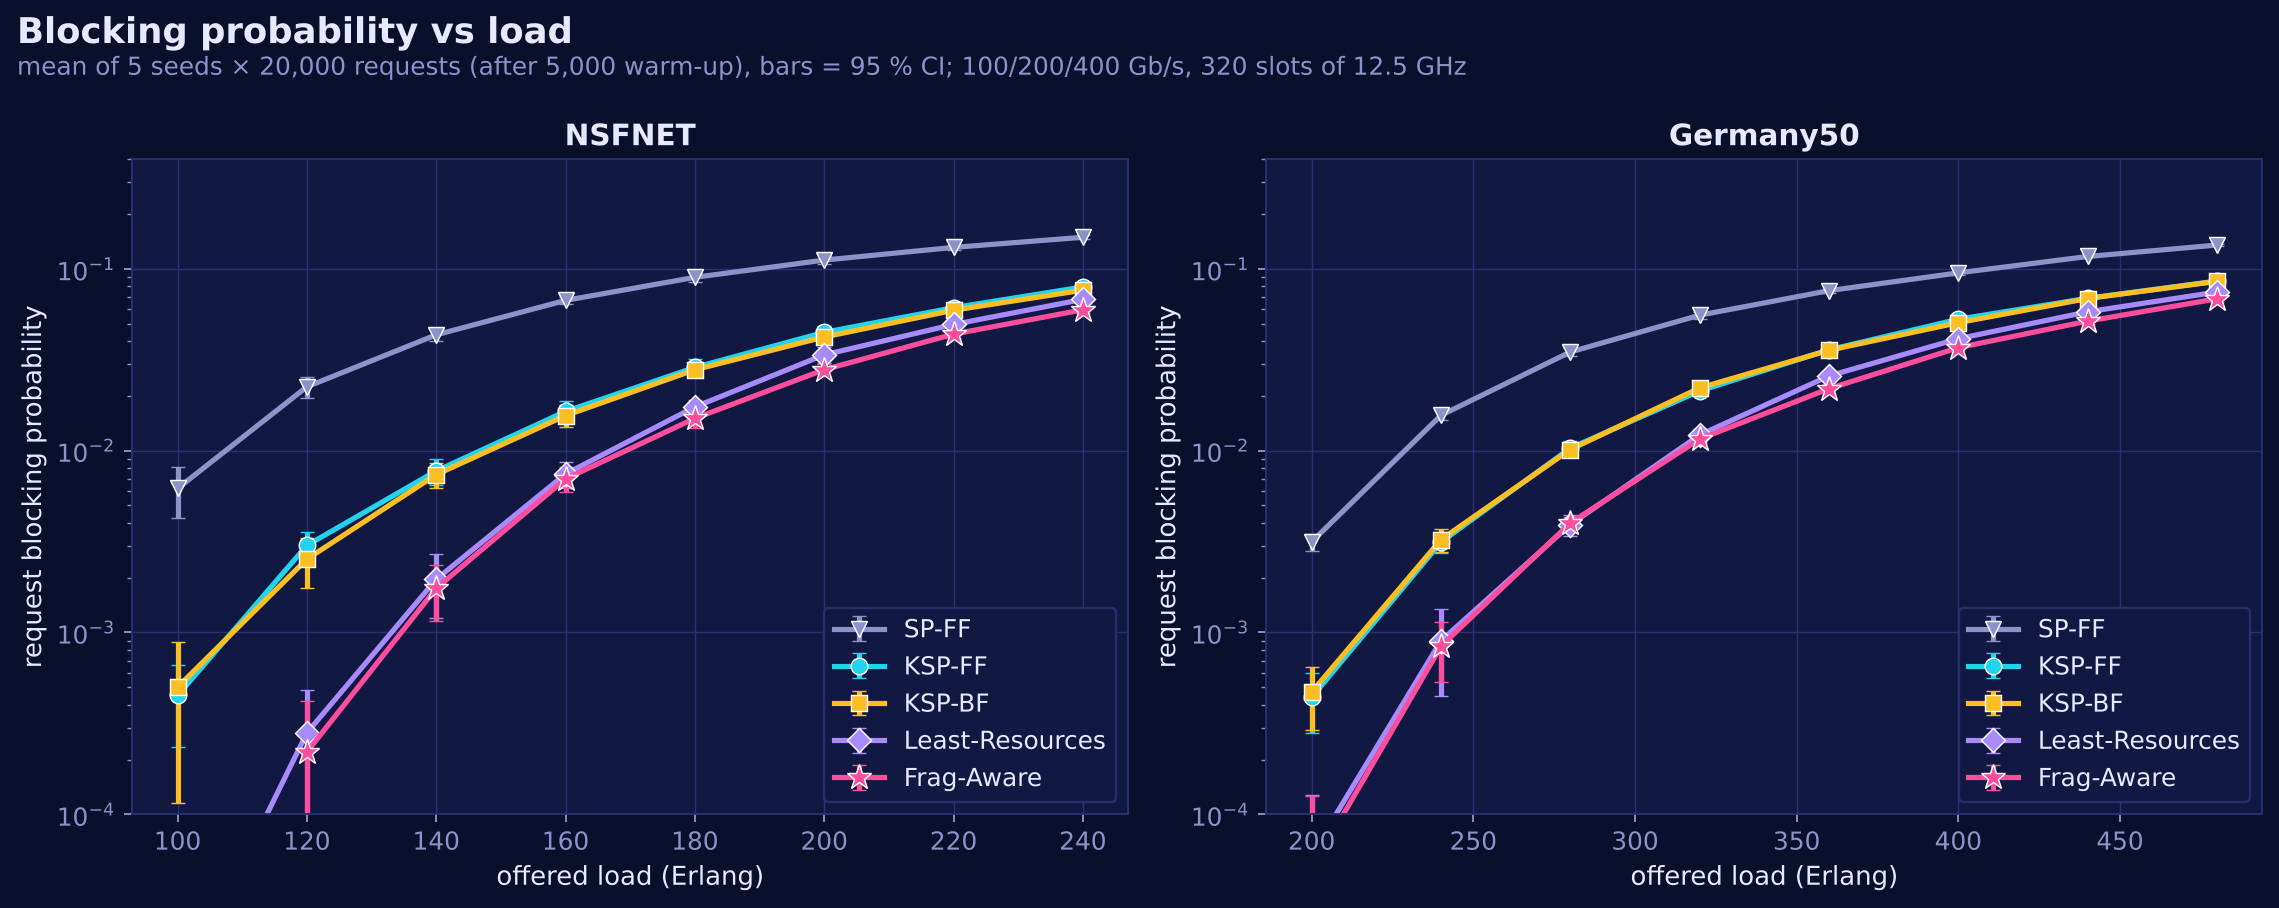 Blocking probability vs load
mean of 5 seeds × 20,000 requests (after 5,000 warm-up), bars = 95 % CI; 100/200/400 Gb/s, 320 slots of 12.5 GHz
NSFNET
request blocking probability
10⁻¹
10⁻²
10⁻³
10⁻⁴
100 120 140 160 180 200 220 240
offered load (Erlang)
SP-FF
KSP-FF
KSP-BF
Least-Resources
Frag-Aware
Germany50
request blocking probability
10⁻¹
10⁻²
10⁻³
10⁻⁴
200 250 300 350 400 450
offered load (Erlang)
SP-FF
KSP-FF
KSP-BF
Least-Resources
Frag-Aware